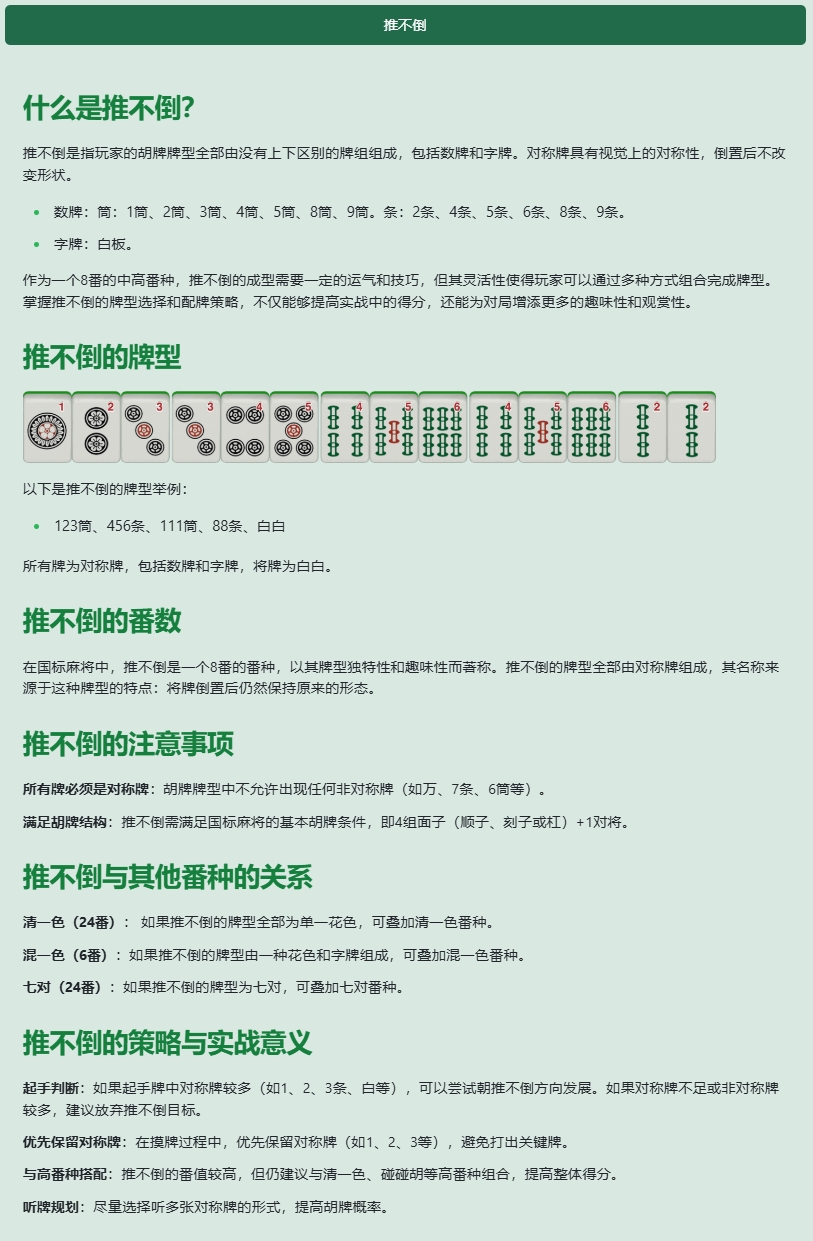 推不倒
什么是推不倒？
推不倒是指玩家的胡牌牌型全部由没有上下区别的牌组组成，包括数牌和字牌。对称牌具有视觉上的对称性，倒置后不改
变形状。
数牌：筒：1筒、2筒、3筒、4筒、5筒、8筒、9筒。条：2条、4条、5条、6条、8条、9条。
字牌：白板。
作为一个8番的中高番种，推不倒的成型需要一定的运气和技巧，但其灵活性使得玩家可以通过多种方式组合完成牌型。
掌握推不倒的牌型选择和配牌策略，不仅能够提高实战中的得分，还能为对局增添更多的趣味性和观赏性。
推不倒的牌型
1 2 3 3 4 5 4 5 6 4 5 6 2 2
以下是推不倒的牌型举例：
123筒、456条、111筒、88条、白白
所有牌为对称牌，包括数牌和字牌，将牌为白白。
推不倒的番数
在国标麻将中，推不倒是一个8番的番种，以其牌型独特性和趣味性而著称。推不倒的牌型全部由对称牌组成，其名称来
源于这种牌型的特点：将牌倒置后仍然保持原来的形态。
推不倒的注意事项
所有牌必须是对称牌：胡牌牌型中不允许出现任何非对称牌（如万、7条、6筒等）。
满足胡牌结构：推不倒需满足国标麻将的基本胡牌条件，即4组面子（顺子、刻子或杠）+1对将。
推不倒与其他番种的关系
清一色（24番）： 如果推不倒的牌型全部为单一花色，可叠加清一色番种。
混一色（6番）：如果推不倒的牌型由一种花色和字牌组成，可叠加混一色番种。
七对（24番）：如果推不倒的牌型为七对，可叠加七对番种。
推不倒的策略与实战意义
起手判断：如果起手牌中对称牌较多（如1、2、3条、白等），可以尝试朝推不倒方向发展。如果对称牌不足或非对称牌
较多，建议放弃推不倒目标。
优先保留对称牌：在摸牌过程中，优先保留对称牌（如1、2、3等），避免打出关键牌。
与高番种搭配：推不倒的番值较高，但仍建议与清一色、碰碰胡等高番种组合，提高整体得分。
听牌规划：尽量选择听多张对称牌的形式，提高胡牌概率。